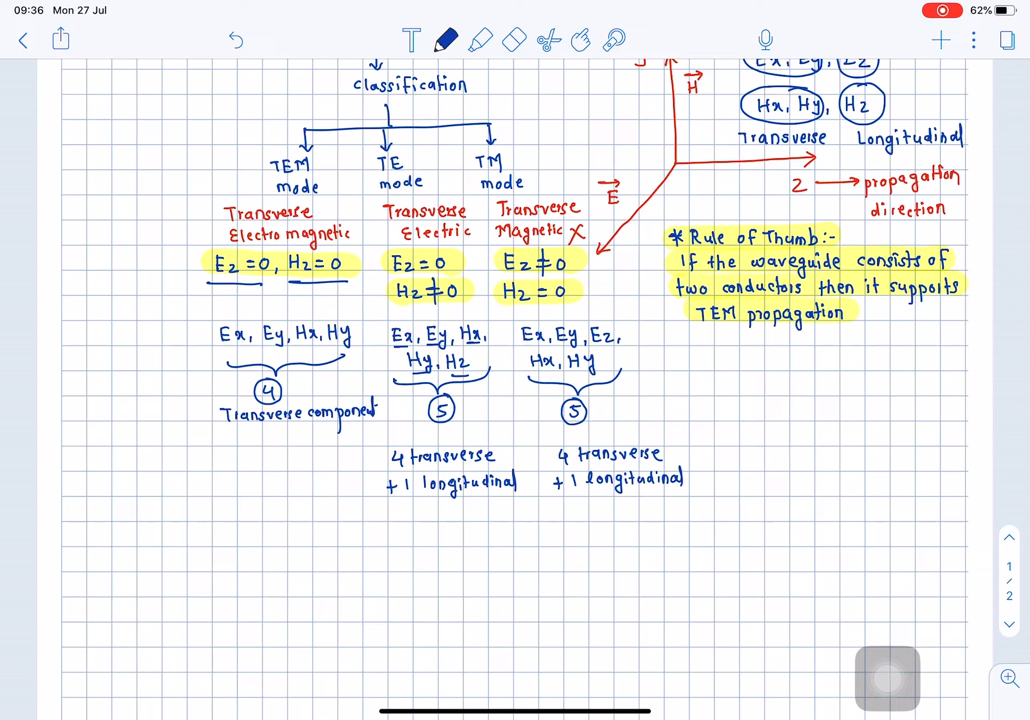 09:36 Mon 27 Jul
62%
T
classification
TEM mode
TE mode
TM mode
Transverse Electromagnetic
Transverse Electric
Transverse Magnetic X
Ez = 0, Hz = 0
Ez = 0
Hz ≠ 0
Ez ≠ 0
Hz = 0
Ex, Ey, Hx, Hy
4
Transverse component
Ex, Ey, Hx,
Hy, Hz
5
4 transverse
+ 1 longitudinal
Ex, Ey, Ez,
Hx, Hy
5
4 transverse
+ 1 longitudinal
H
E
Z → propagation
direction
Ex, Ey, Ez
Hx, Hy, Hz
Transverse Longitudinal
* Rule of Thumb:-
If the waveguide consists of
two conductors then it supports
TEM propagation
1
/
2